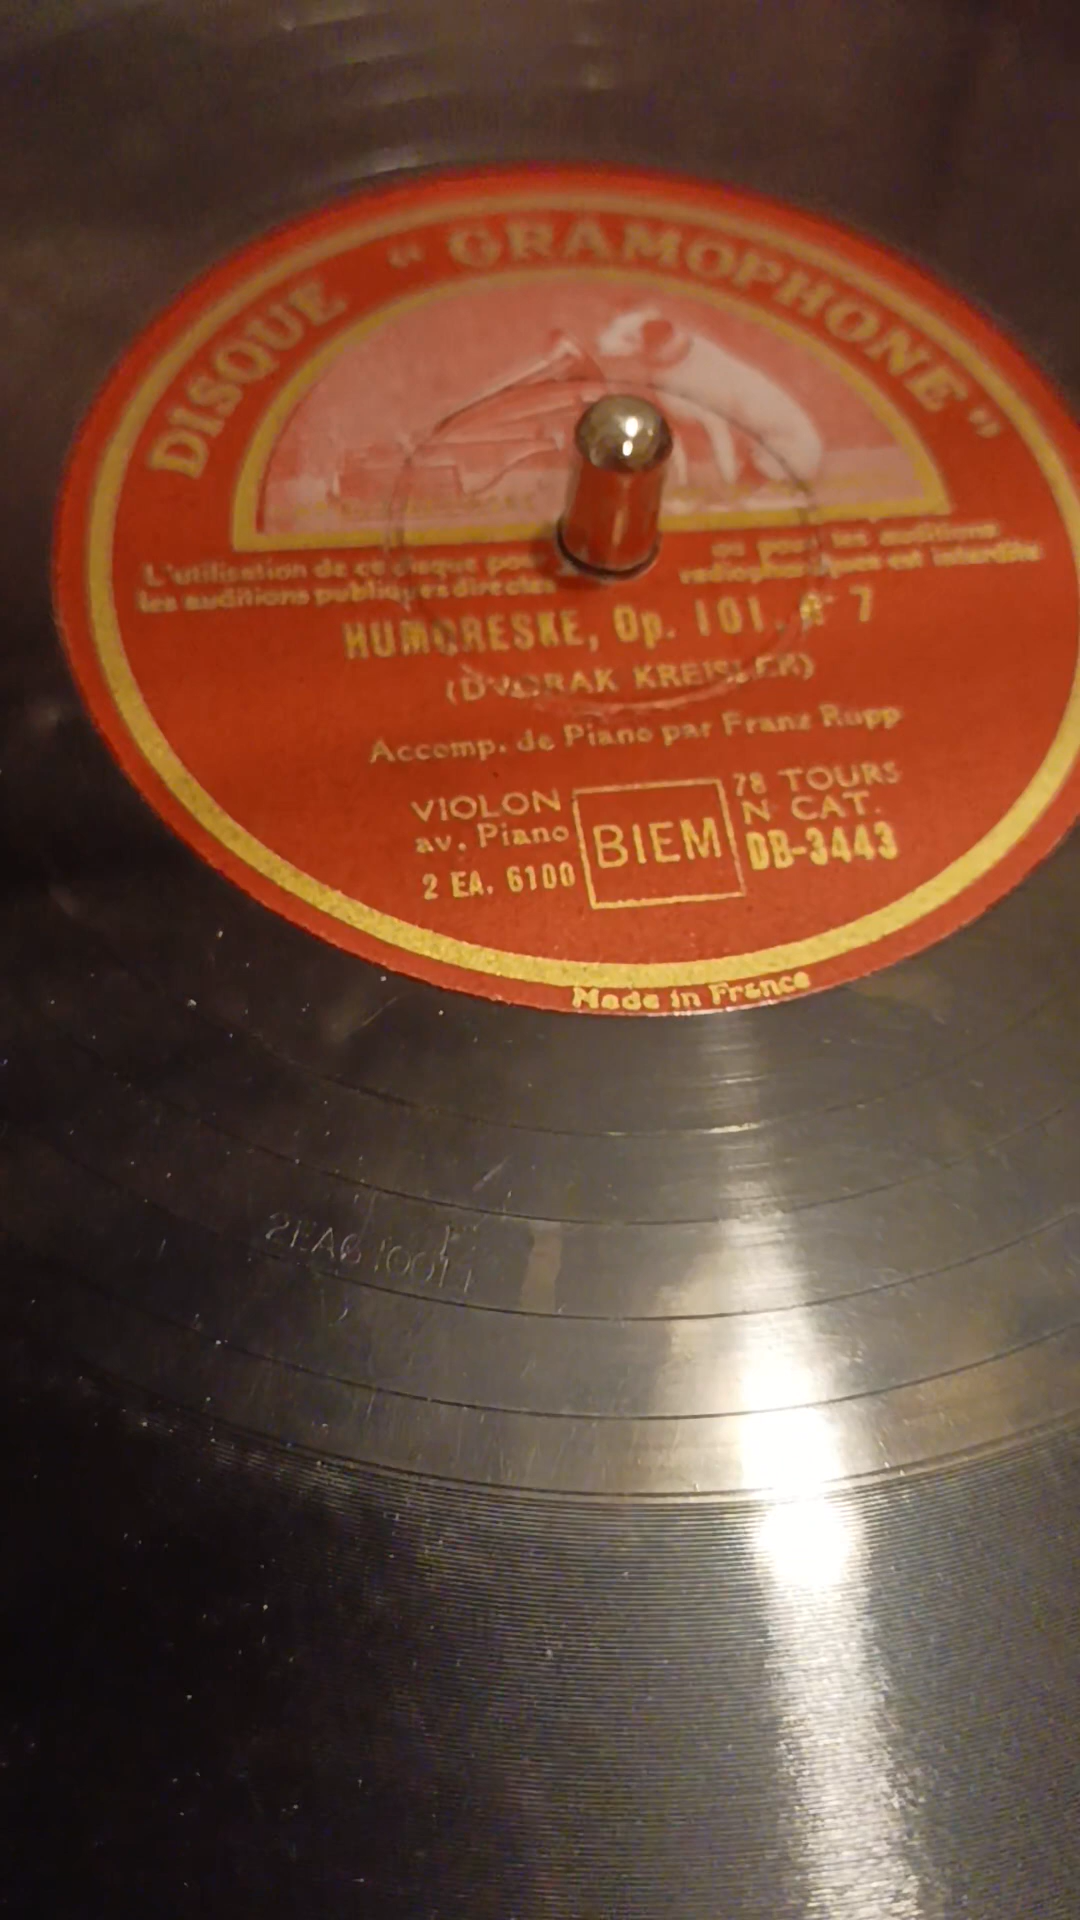 DISQUE "GRAMOPHONE"
L'utilisation de ce disque pour
les auditions publiques directes
ou pour les auditions
radiophoniques est interdite
HUMORESKE, Op. 101. N° 7
(DVORAK KREISLER)
Accomp. de Piano par Franz Rupp
VIOLON
av. Piano
2 EA. 6100
BIEM
78 TOURS
N CAT.
DB-3443
Made in France
2EA6100